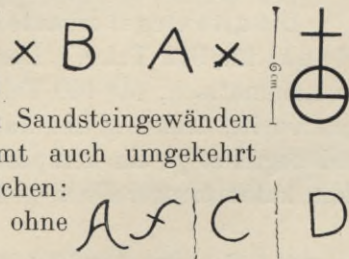 x B A x 6 cm
Sandsteingewänden
mt auch umgekehrt
chen:
ohne A f C D